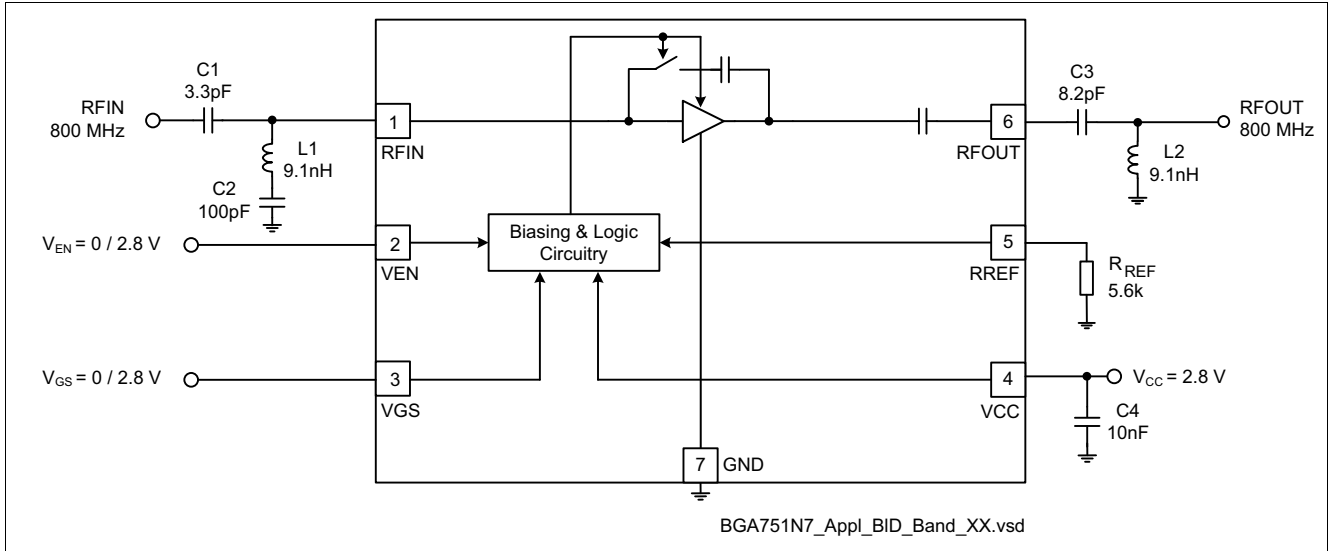 C1
3.3pF
RFIN
800 MHz
L1
9.1nH
C2
100pF
1
RFIN
6
RFOUT
C3
8.2pF
RFOUT
800 MHz
L2
9.1nH
VEN = 0 / 2.8 V
2
VEN
Biasing & Logic
Circuitry
5
RREF
RREF
5.6k
VGS = 0 / 2.8 V
3
VGS
4
VCC
VCC = 2.8 V
C4
10nF
7 GND
BGA751N7_Appl_BID_Band_XX.vsd